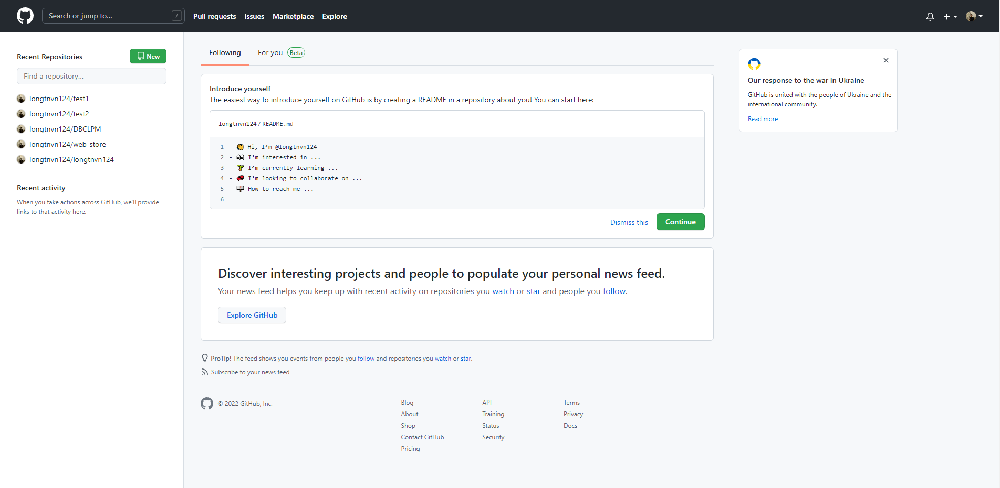 Search or jump to...
/
Pull requests
Issues
Marketplace
Explore
Recent Repositories
New
Find a repository...
longtnvn124/test1
longtnvn124/test2
longtnvn124/DBCLPM
longtnvn124/web-store
longtnvn124/longtnvn124
Recent activity
When you take actions across GitHub, we'll provide
links to that activity here.
Following
For you
Beta
Introduce yourself
The easiest way to introduce yourself on GitHub is by creating a README in a repository about you! You can start here:
longtnvn124 / README.md
1 - 👋 Hi, I'm @longtnvn124
2 - 👀 I'm interested in ...
3 - 🌱 I'm currently learning ...
4 - 💞️ I'm looking to collaborate on ...
5 - 📫 How to reach me ...
6
Dismiss this
Continue
Discover interesting projects and people to populate your personal news feed.
Your news feed helps you keep up with recent activity on repositories you watch or star and people you follow.
Explore GitHub
ProTip! The feed shows you events from people you follow and repositories you watch or star.
Subscribe to your news feed
Our response to the war in Ukraine
GitHub is united with the people of Ukraine and the
international community.
Read more
© 2022 GitHub, Inc.
Blog
About
Shop
Contact GitHub
Pricing
API
Training
Status
Security
Terms
Privacy
Docs